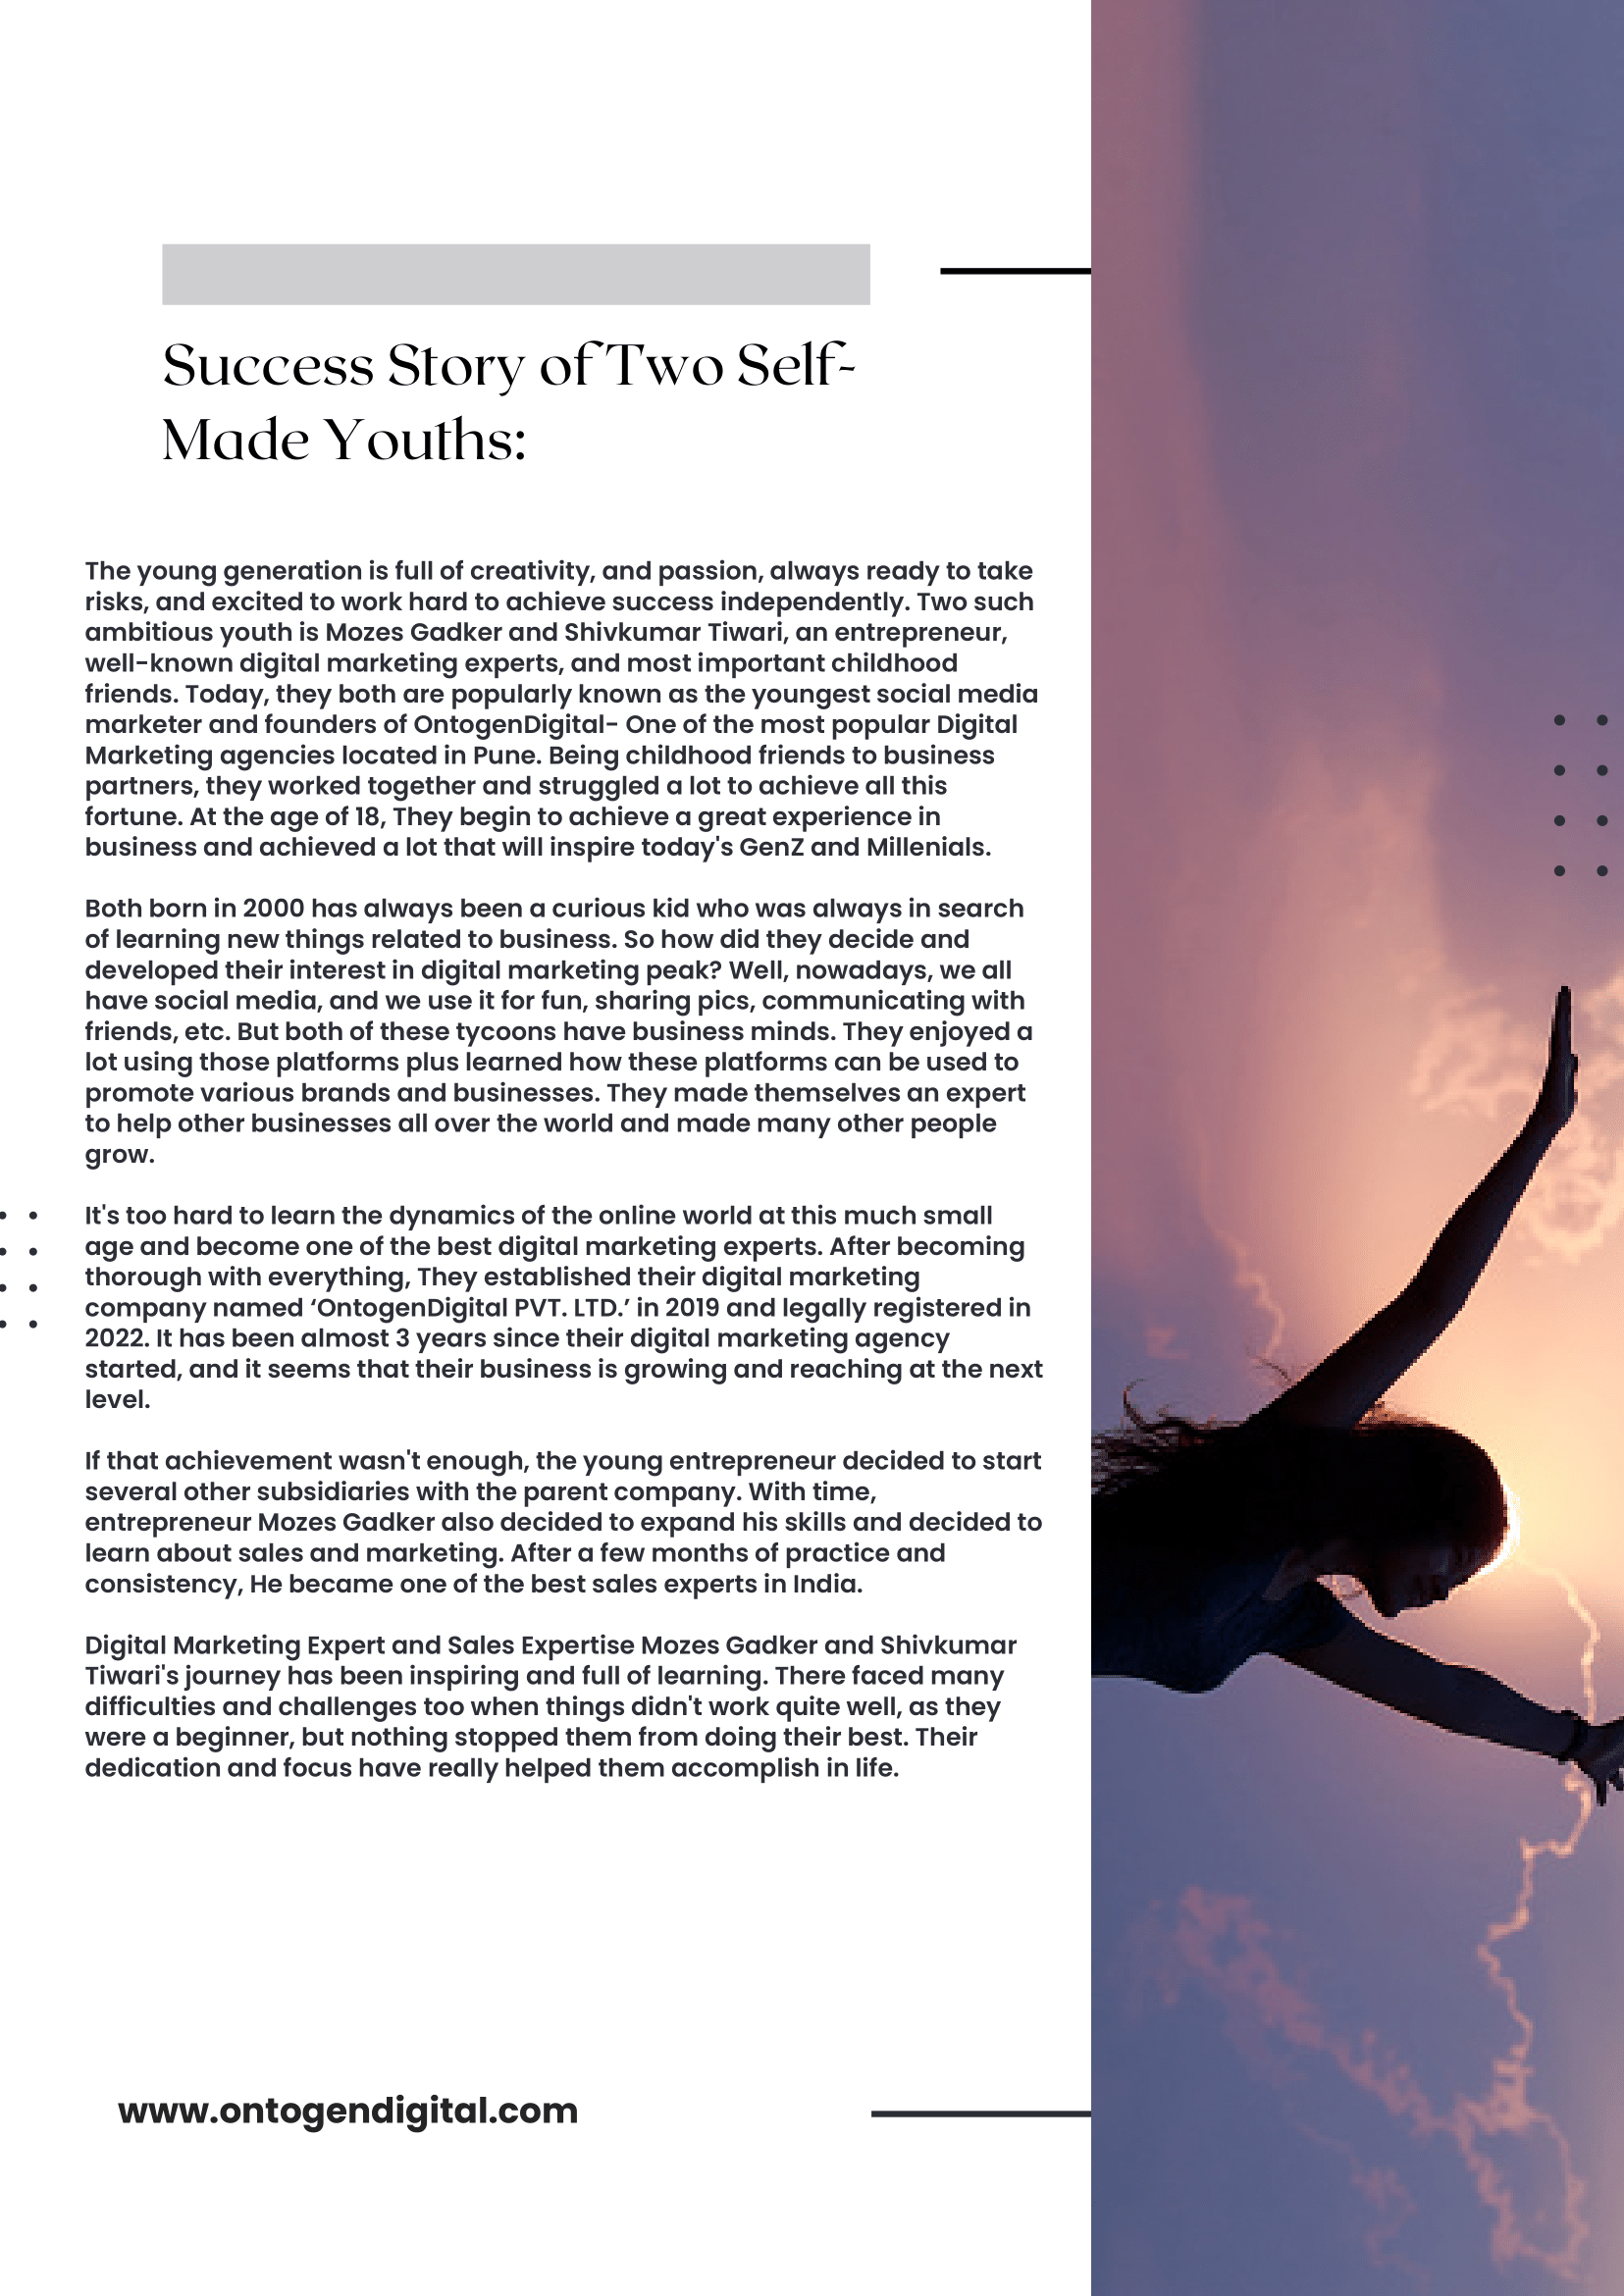 Success Story of Two Self-
Made Youths:
The young generation is full of creativity, and passion, always ready to take
risks, and excited to work hard to achieve success independently. Two such
ambitious youth is Mozes Gadker and Shivkumar Tiwari, an entrepreneur,
well-known digital marketing experts, and most important childhood
friends. Today, they both are popularly known as the youngest social media
marketer and founders of OntogenDigital- One of the most popular Digital
Marketing agencies located in Pune. Being childhood friends to business
partners, they worked together and struggled a lot to achieve all this
fortune. At the age of 18, They begin to achieve a great experience in
business and achieved a lot that will inspire today's GenZ and Millenials.
Both born in 2000 has always been a curious kid who was always in search
of learning new things related to business. So how did they decide and
developed their interest in digital marketing peak? Well, nowadays, we all
have social media, and we use it for fun, sharing pics, communicating with
friends, etc. But both of these tycoons have business minds. They enjoyed a
lot using those platforms plus learned how these platforms can be used to
promote various brands and businesses. They made themselves an expert
to help other businesses all over the world and made many other people
grow.
It's too hard to learn the dynamics of the online world at this much small
age and become one of the best digital marketing experts. After becoming
thorough with everything, They established their digital marketing
company named ‘OntogenDigital PVT. LTD.’ in 2019 and legally registered in
2022. It has been almost 3 years since their digital marketing agency
started, and it seems that their business is growing and reaching at the next
level.
If that achievement wasn't enough, the young entrepreneur decided to start
several other subsidiaries with the parent company. With time,
entrepreneur Mozes Gadker also decided to expand his skills and decided to
learn about sales and marketing. After a few months of practice and
consistency, He became one of the best sales experts in India.
Digital Marketing Expert and Sales Expertise Mozes Gadker and Shivkumar
Tiwari's journey has been inspiring and full of learning. There faced many
difficulties and challenges too when things didn't work quite well, as they
were a beginner, but nothing stopped them from doing their best. Their
dedication and focus have really helped them accomplish in life.
www.ontogendigital.com